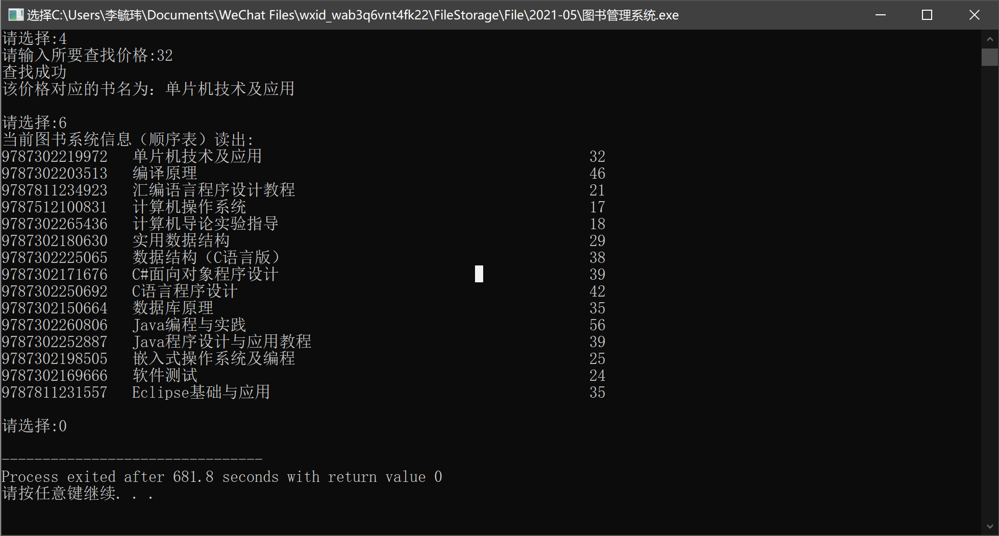 选择C:\Users\李毓玮\Documents\WeChat Files\wxid_wab3q6vnt4fk22\FileStorage\File\2021-05\图书管理系统.exe
请选择:4
请输入所要查找价格:32
查找成功
该价格对应的书名为：单片机技术及应用
请选择:6
当前图书系统信息（顺序表）读出:
9787302219972 单片机技术及应用 32
9787302203513 编译原理 46
9787811234923 汇编语言程序设计教程 21
9787512100831 计算机操作系统 17
9787302265436 计算机导论实验指导 18
9787302180630 实用数据结构 29
9787302225065 数据结构（C语言版） 38
9787302171676 C#面向对象程序设计 39
9787302250692 C语言程序设计 42
9787302150664 数据库原理 35
9787302260806 Java编程与实践 56
9787302252887 Java程序设计与应用教程 39
9787302198505 嵌入式操作系统及编程 25
9787302169666 软件测试 24
9787811231557 Eclipse基础与应用 35
请选择:0
--------------------------------
Process exited after 681.8 seconds with return value 0
请按任意键继续. . .